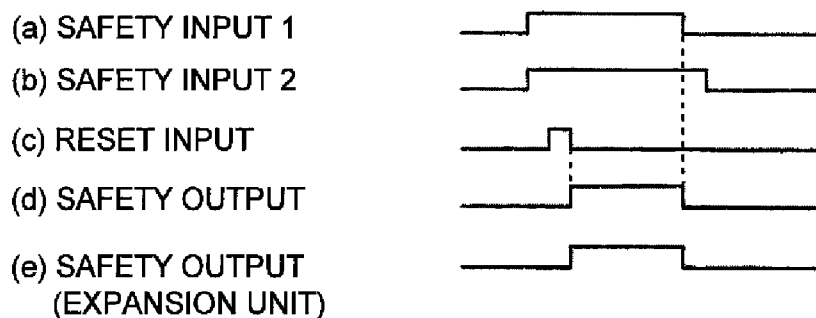 (a) SAFETY INPUT 1
(b) SAFETY INPUT 2
(c) RESET INPUT
(d) SAFETY OUTPUT
(e) SAFETY OUTPUT
(EXPANSION UNIT)